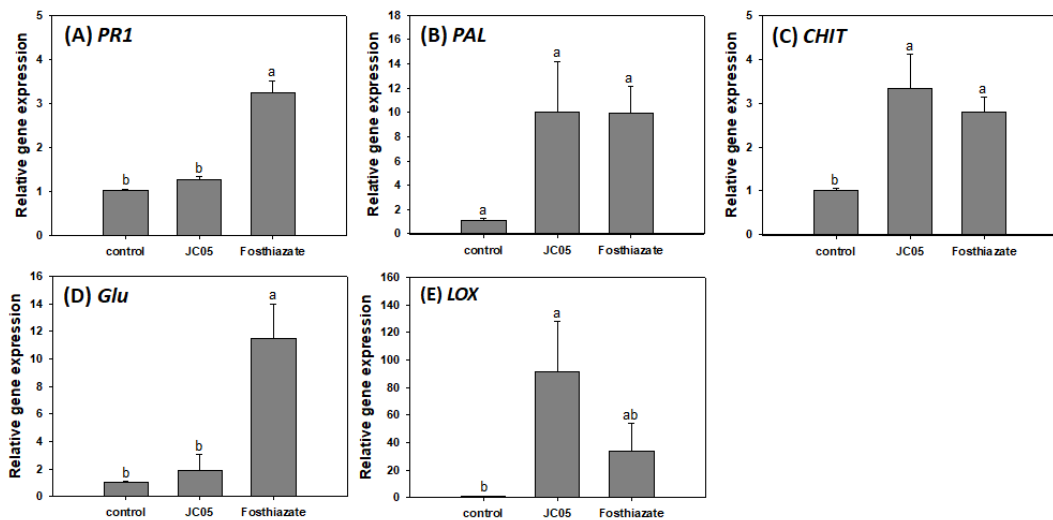 (A) PR1
Relative gene expression
5
4
3
2
1
0
b
b
a
control JC05 Fosthiazate
(B) PAL
Relative gene expression
18
16
14
12
10
8
6
4
2
0
a
a
a
control JC05 Fosthiazate
(C) CHIT
Relative gene expression
5
4
3
2
1
0
b
a
a
control JC05 Fosthiazate
(D) Glu
Relative gene expression
16
14
12
10
8
6
4
2
0
b
b
a
control JC05 Fosthiazate
(E) LOX
Relative gene expression
160
140
120
100
80
60
40
20
0
b
a
ab
control JC05 Fosthiazate